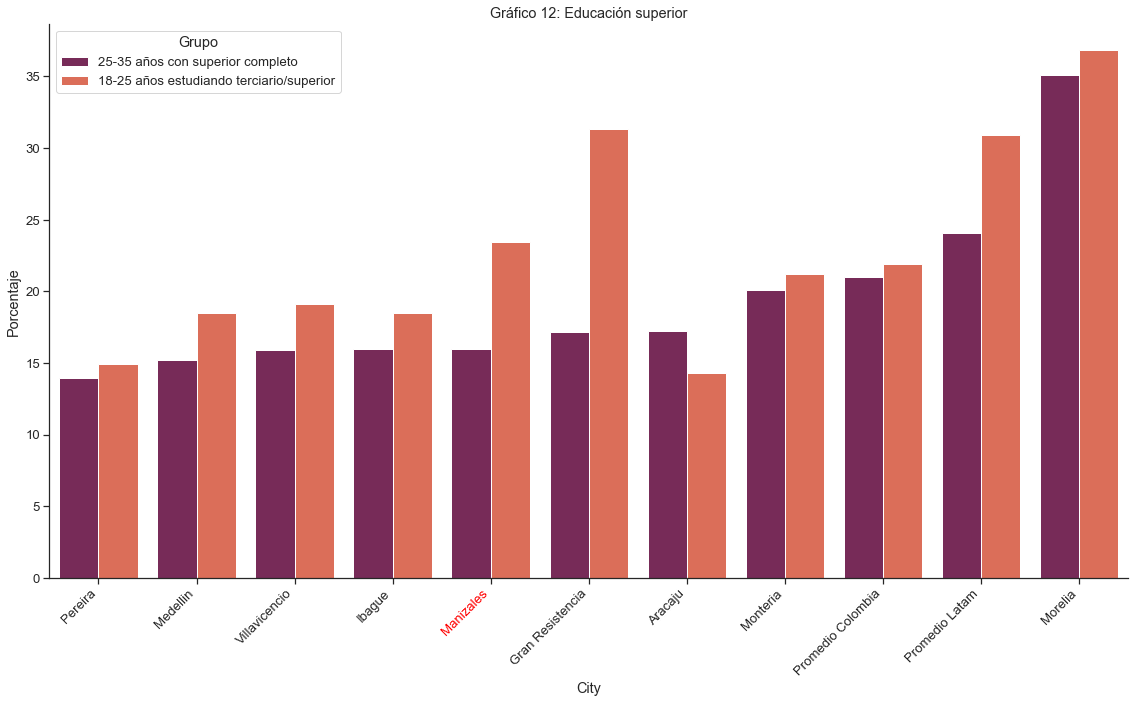 Gráfico 12: Educación superior
Grupo
25-35 años con superior completo
18-25 años estudiando terciario/superior
Porcentaje
35
30
25
20
15
10
5
0
Pereira
Medellin
Villavicencio
Ibague
Manizales
Gran Resistencia
Aracaju
Monteria
Promedio Colombia
Promedio Latam
Morelia
City